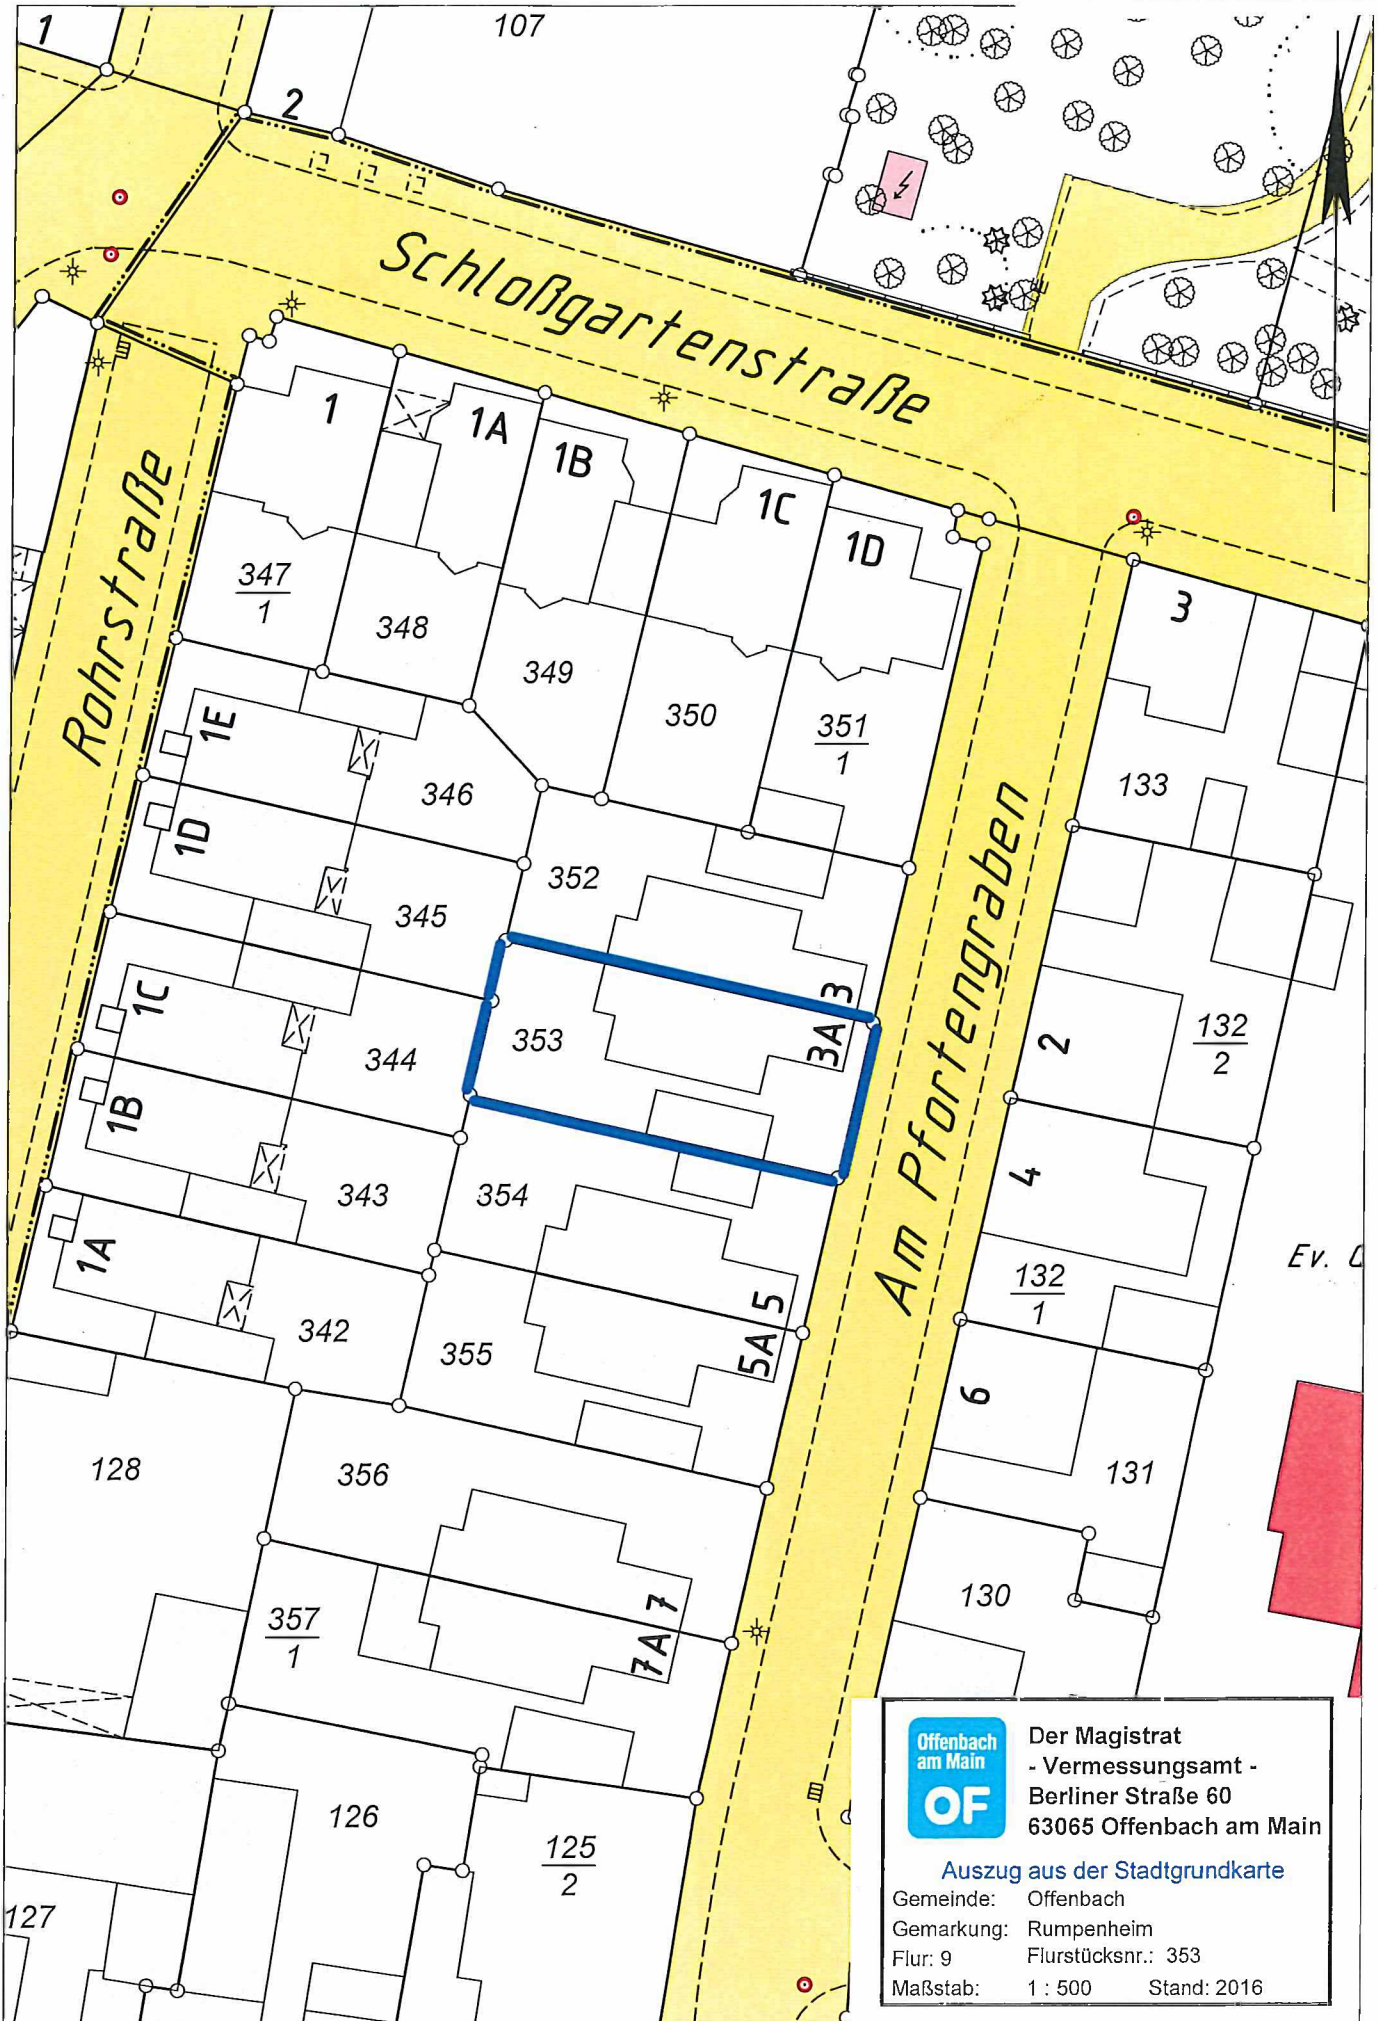 1
107
2
Schloßgartenstraße
1
1A
1B
1C
1D
3
Rohrstraße
347
1
348
349
350
351
1
133
1E
346
1D
352
345
Am Pfortengraben
1C
353
3
3A
344
2
132
2
1B
343
354
4
1A
342
5
5A
355
132
1
Ev.
6
128
356
131
357
1
7
7A
130
126
125
2
127
Offenbach
am Main
OF
Der Magistrat
- Vermessungsamt -
Berliner Straße 60
63065 Offenbach am Main
Auszug aus der Stadtgrundkarte
Gemeinde: Offenbach
Gemarkung: Rumpenheim
Flur: 9 Flurstücksnr.: 353
Maßstab: 1 : 500 Stand: 2016